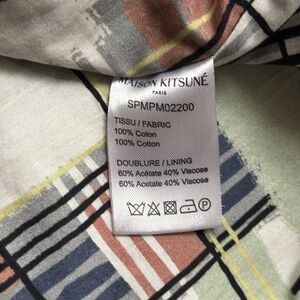 MAISON KITSUNÉ
PARIS
SPMPM02200
TISSU / FABRIC
100% Coton
100% Cotton
DOUBLURE / LINING
60% Acétate 40% Viscose
60% Acetate 40% Viscose
P